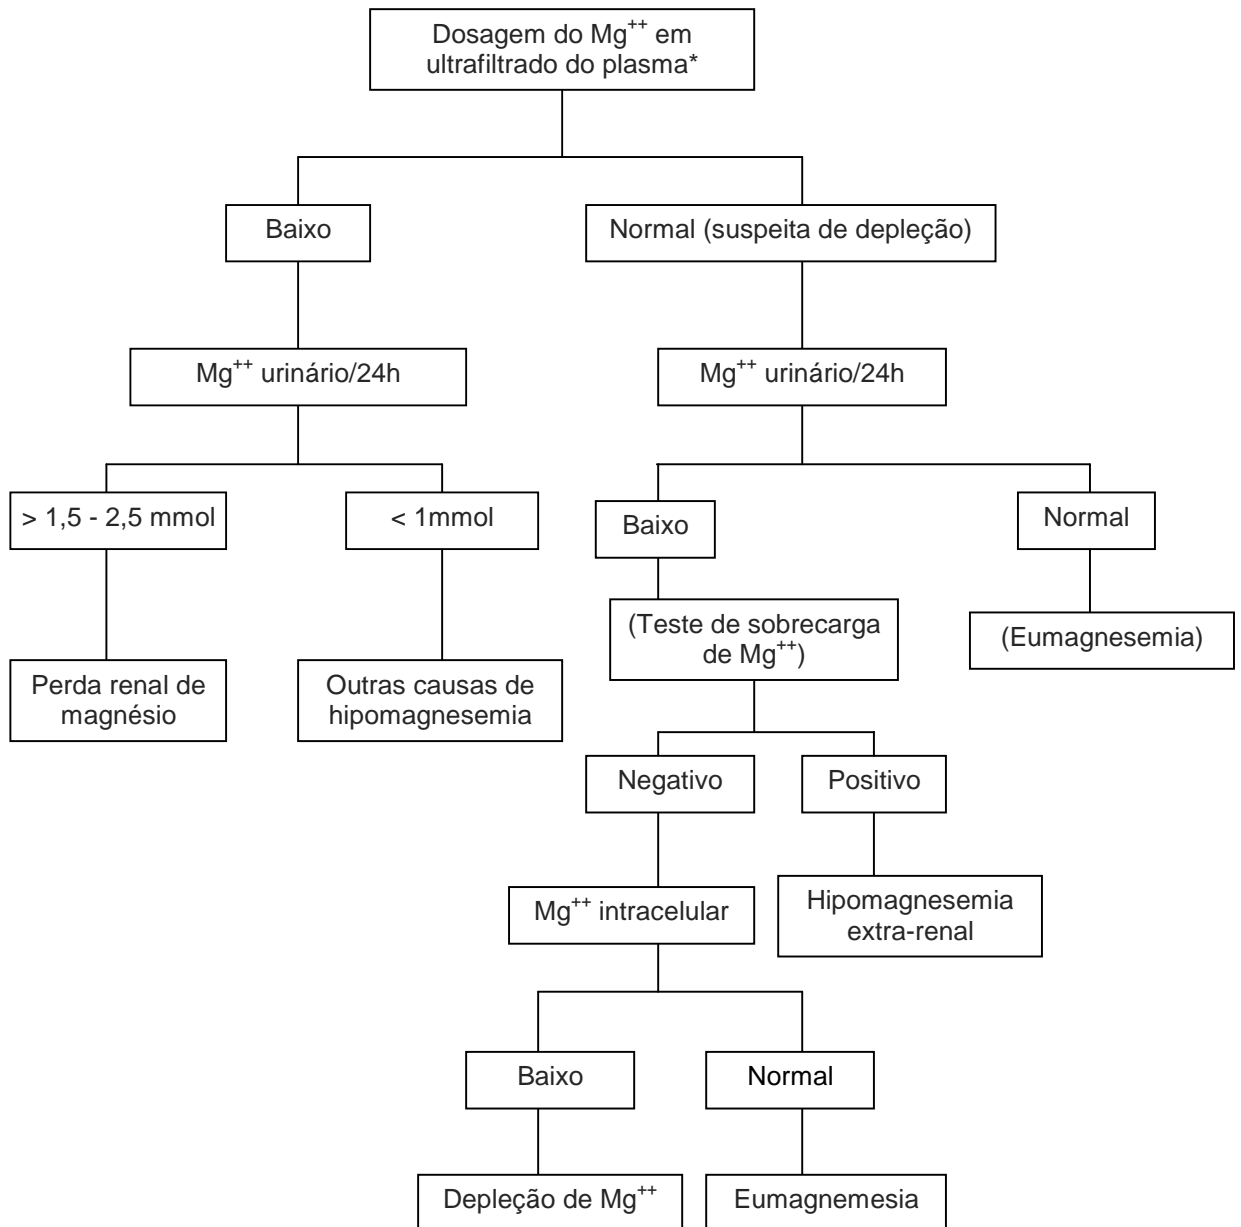 Dosagem do Mg⁺⁺ em
ultrafiltrado do plasma*
Baixo
Normal (suspeita de depleção)
Mg⁺⁺ urinário/24h
Mg⁺⁺ urinário/24h
> 1,5 - 2,5 mmol
< 1mmol
Baixo
Normal
(Teste de sobrecarga
de Mg⁺⁺)
(Eumagnesemia)
Perda renal de
magnésio
Outras causas de
hipomagnesemia
Negativo
Positivo
Mg⁺⁺ intracelular
Hipomagnesemia
extra-renal
Baixo
Normal
Depleção de Mg⁺⁺
Eumagnemesia